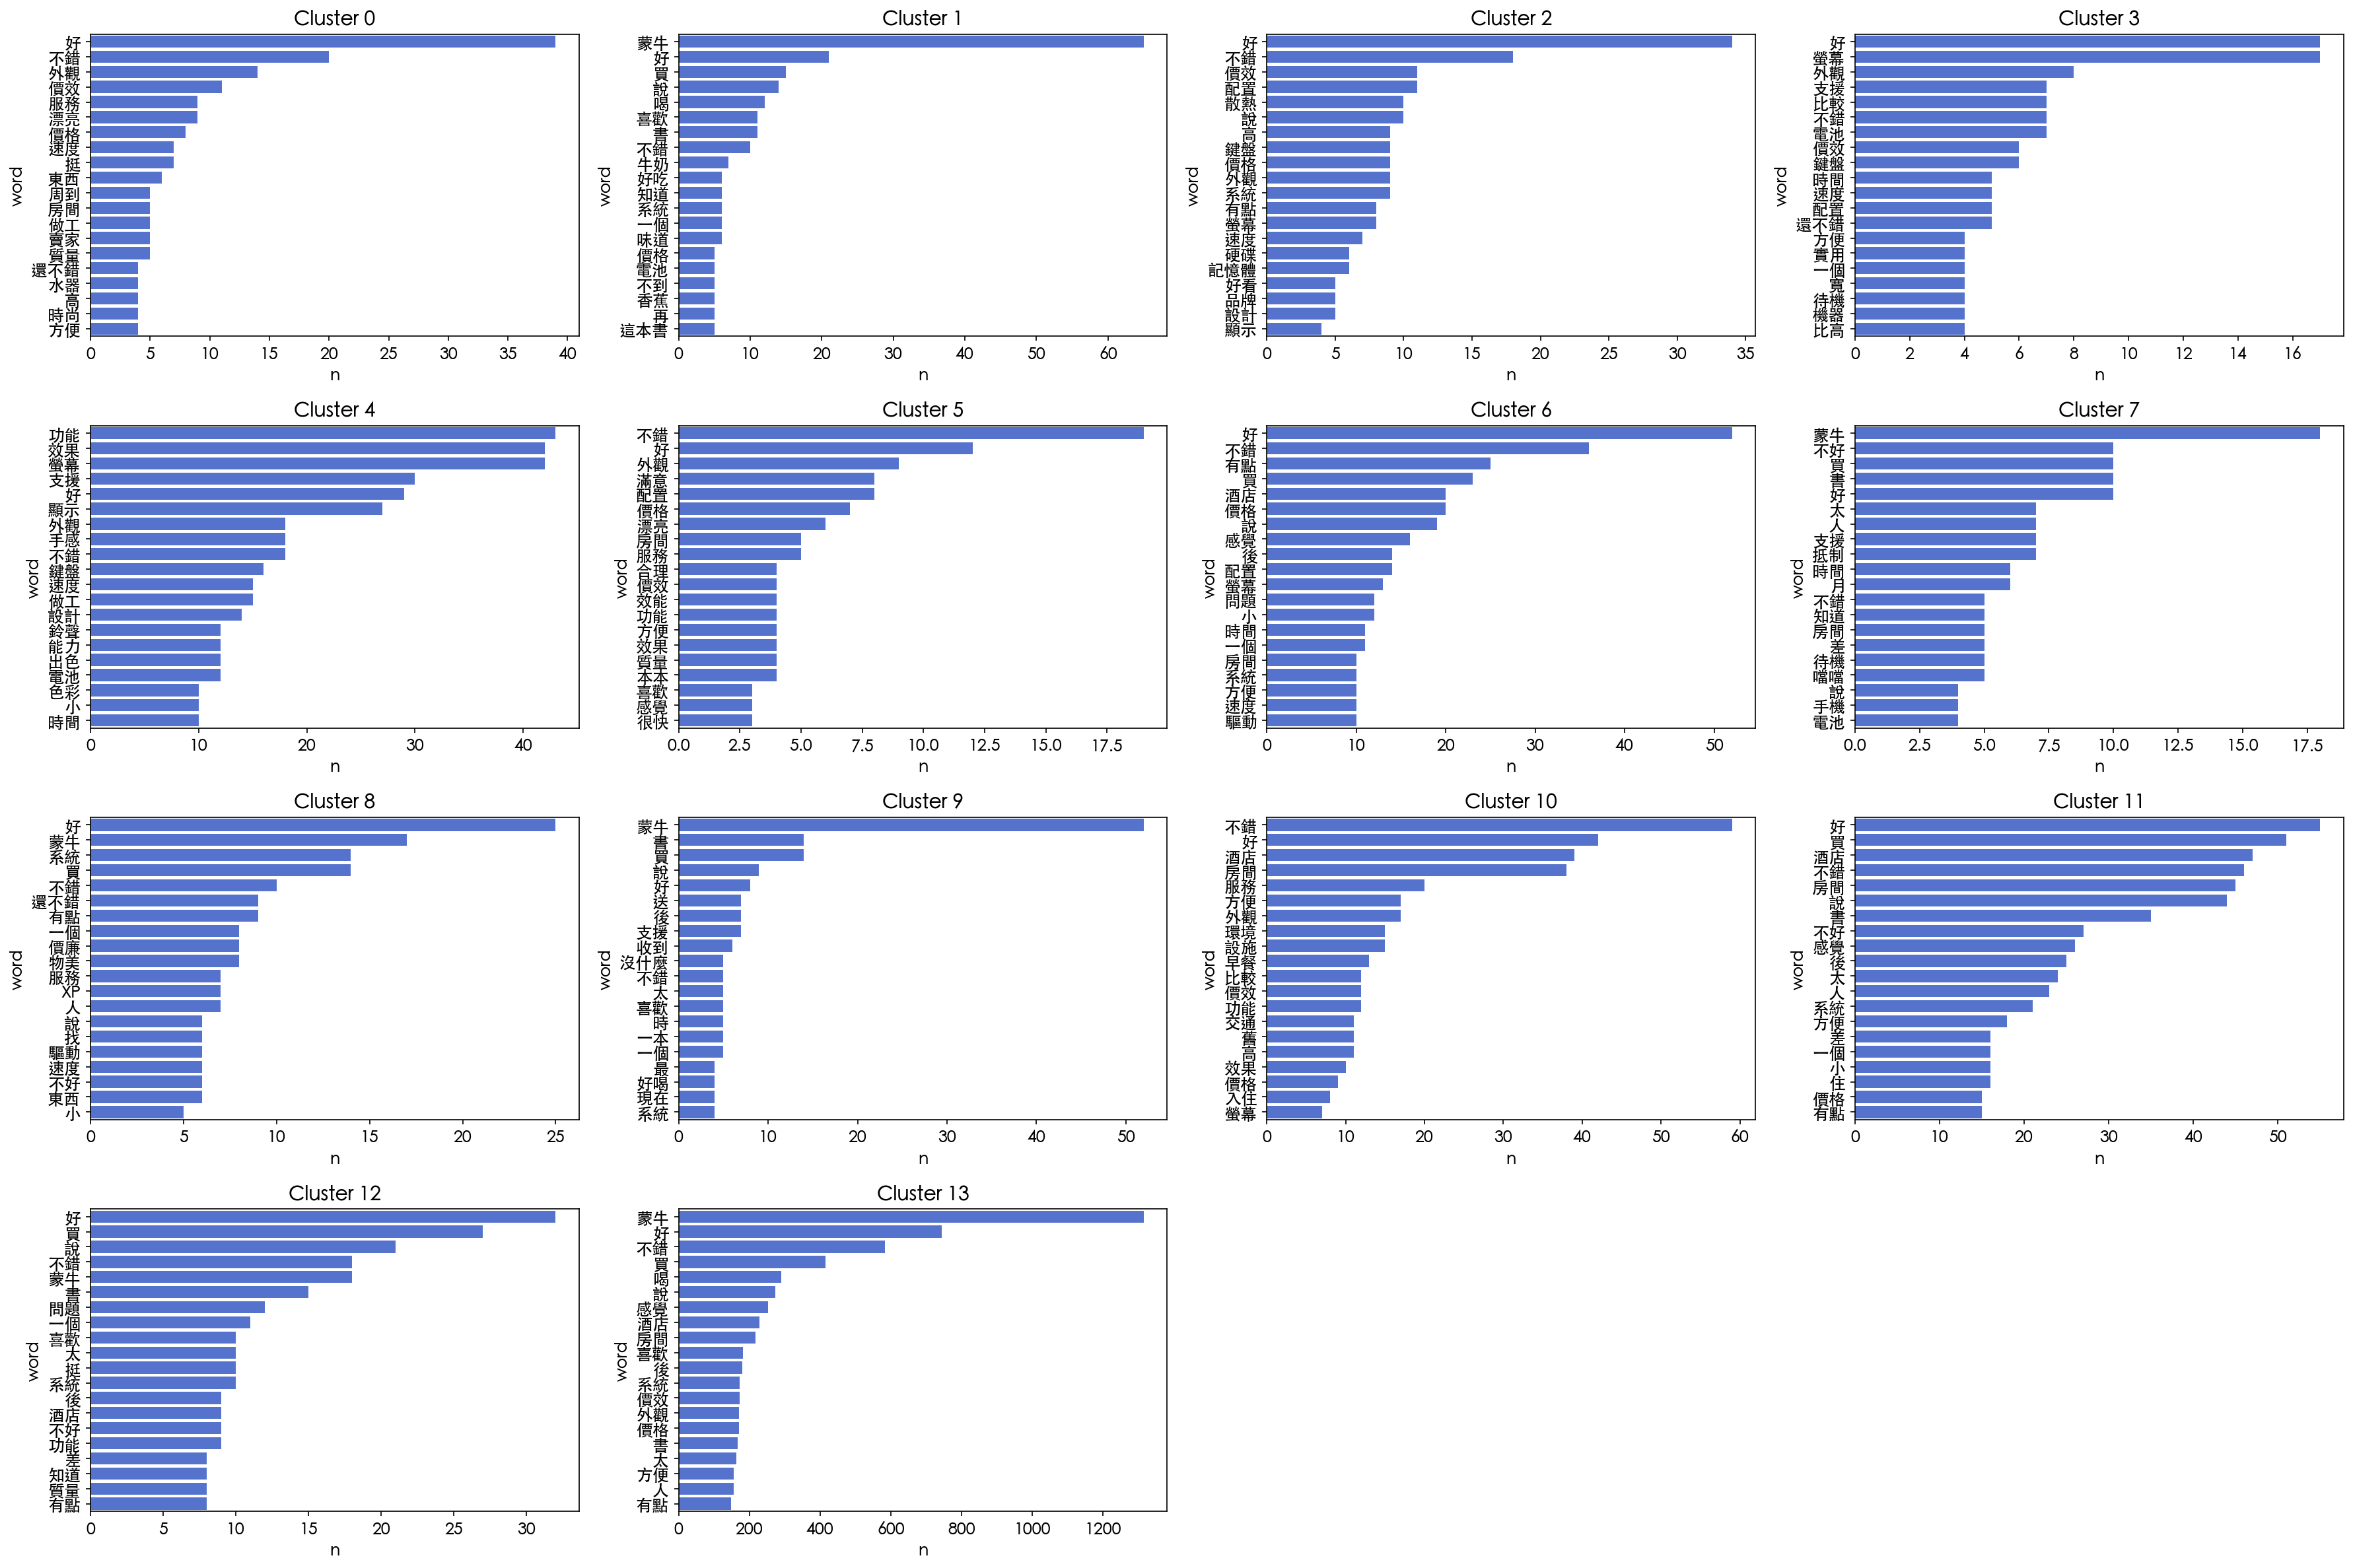 Cluster 0
word
好
不錯
外觀
價效
服務
漂亮
價格
速度
挺
東西
周到
房間
做工
賣家
質量
還不錯
水器
高
時尚
方便
0 5 10 15 20 25 30 35 40
n
Cluster 1
word
蒙牛
好
買
說
喝
喜歡
書
不錯
牛奶
好吃
知道
系統
一個
味道
價格
電池
不到
香蕉
再
這本書
0 10 20 30 40 50 60
n
Cluster 2
word
好
不錯
價效
配置
散熱
說
高
鍵盤
價格
外觀
系統
有點
螢幕
速度
硬碟
記憶體
好看
品牌
設計
顯示
0 5 10 15 20 25 30 35
n
Cluster 3
word
好
螢幕
外觀
支援
比較
不錯
電池
價效
鍵盤
時間
速度
配置
還不錯
方便
實用
一個
寬
待機
機器
比高
0 2 4 6 8 10 12 14 16
n
Cluster 4
word
功能
效果
螢幕
支援
好
顯示
外觀
手感
不錯
鍵盤
速度
做工
設計
鈴聲
能力
出色
電池
色彩
小
時間
0 10 20 30 40
n
Cluster 5
word
不錯
好
外觀
滿意
配置
價格
漂亮
房間
服務
合理
價效
效能
功能
方便
效果
質量
本本
喜歡
感覺
很快
0.0 2.5 5.0 7.5 10.0 12.5 15.0 17.5
n
Cluster 6
word
好
不錯
有點
買
酒店
價格
說
感覺
後
配置
螢幕
問題
小
時間
一個
房間
系統
方便
速度
驅動
0 10 20 30 40 50
n
Cluster 7
word
蒙牛
不好
買
書
好
太
人
支援
抵制
時間
月
不錯
知道
房間
差
待機
噹噹
說
手機
電池
0.0 2.5 5.0 7.5 10.0 12.5 15.0 17.5
n
Cluster 8
word
好
蒙牛
系統
買
不錯
還不錯
有點
一個
價廉
物美
服務
XP
人
說
找
驅動
速度
不好
東西
小
0 5 10 15 20 25
n
Cluster 9
word
蒙牛
書
買
說
好
送
後
支援
收到
沒什麼
不錯
太
喜歡
時
一本
一個
最
好喝
現在
系統
0 10 20 30 40 50
n
Cluster 10
word
不錯
好
酒店
房間
服務
方便
外觀
環境
設施
早餐
比較
價效
功能
交通
舊
高
效果
價格
入住
螢幕
0 10 20 30 40 50 60
n
Cluster 11
word
好
買
酒店
不錯
房間
說
書
不好
感覺
後
太
人
系統
方便
差
一個
小
住
價格
有點
0 10 20 30 40 50
n
Cluster 12
word
好
買
說
不錯
蒙牛
書
問題
一個
喜歡
太
挺
系統
後
酒店
不好
功能
差
知道
質量
有點
0 5 10 15 20 25 30
n
Cluster 13
word
蒙牛
好
不錯
買
喝
說
感覺
酒店
房間
喜歡
後
系統
價效
外觀
價格
書
太
方便
人
有點
0 200 400 600 800 1000 1200
n